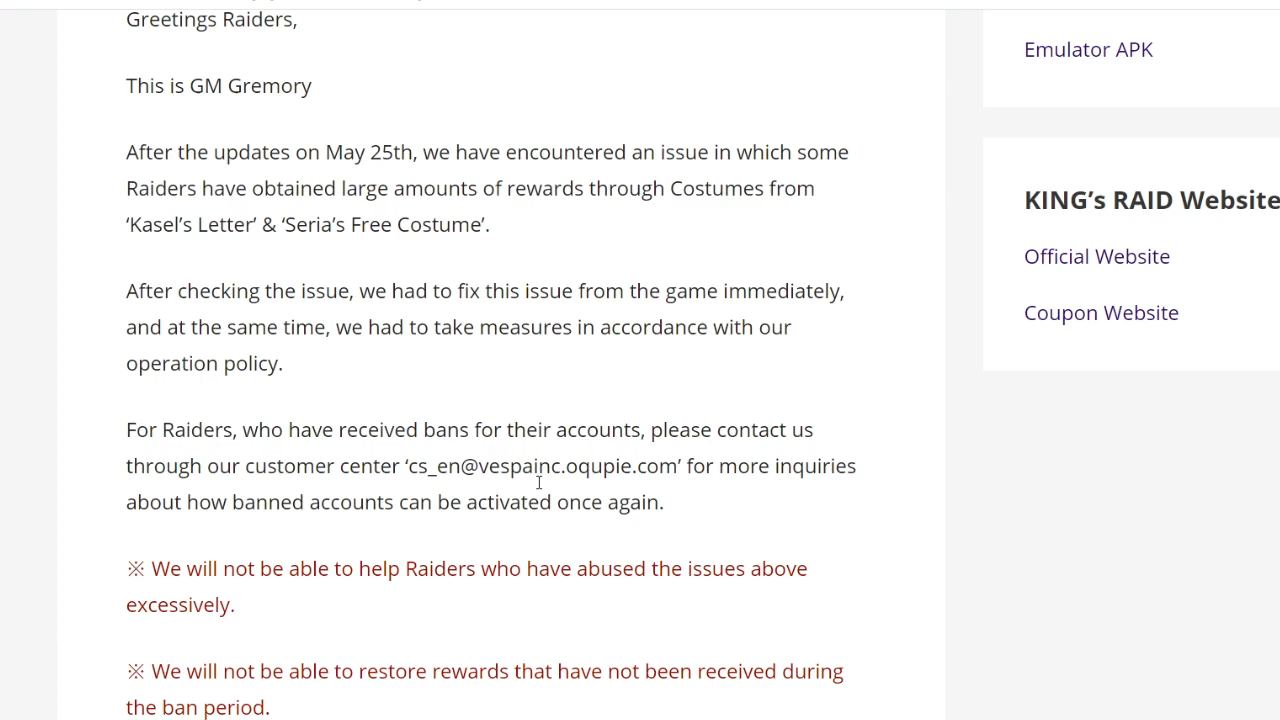 Greetings Raiders,
This is GM Gremory
After the updates on May 25th, we have encountered an issue in which some
Raiders have obtained large amounts of rewards through Costumes from
‘Kasel’s Letter’ & ‘Seria’s Free Costume’.
After checking the issue, we had to fix this issue from the game immediately,
and at the same time, we had to take measures in accordance with our
operation policy.
For Raiders, who have received bans for their accounts, please contact us
through our customer center ‘cs_en@vespainc.oqupie.com’ for more inquiries
about how banned accounts can be activated once again.
※ We will not be able to help Raiders who have abused the issues above
excessively.
※ We will not be able to restore rewards that have not been received during
the ban period.
Emulator APK
KING’s RAID Website
Official Website
Coupon Website